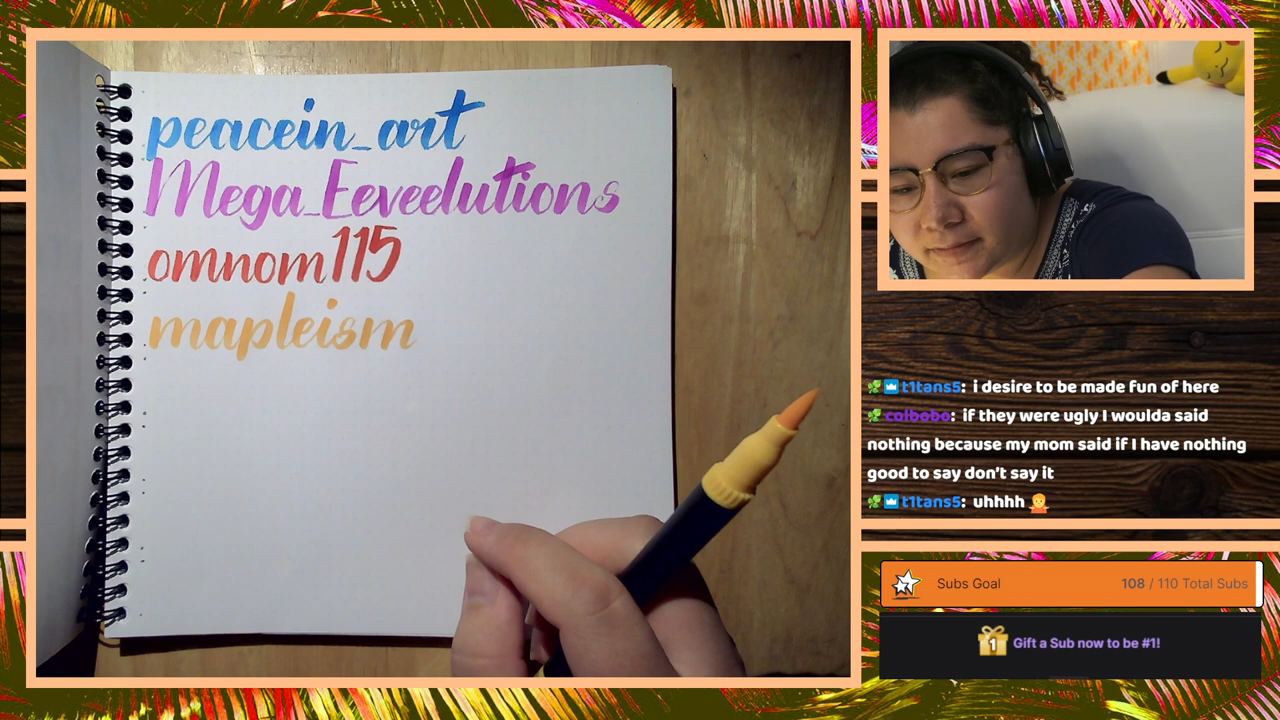 peacein_art
Mega_Eeveelutions
omnom115
mapleism
t1tans5: i desire to be made fun of here
colbobo: if they were ugly I woulda said
nothing because my mom said if I have nothing
good to say don't say it
t1tans5: uhhhh
Subs Goal 108 / 110 Total Subs
1 Gift a Sub now to be #1!